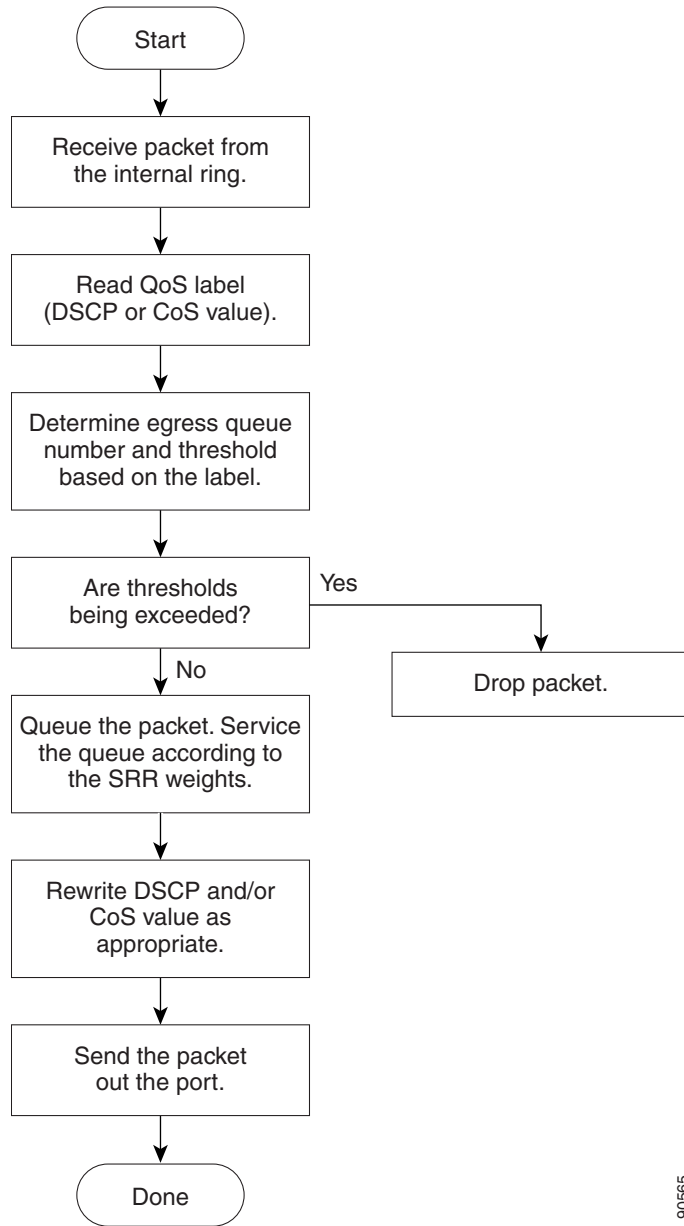 Start
Receive packet from
the internal ring.
Read QoS label
(DSCP or CoS value).
Determine egress queue
number and threshold
based on the label.
Are thresholds
being exceeded?
Yes
No
Drop packet.
Queue the packet. Service
the queue according to
the SRR weights.
Rewrite DSCP and/or
CoS value as
appropriate.
Send the packet
out the port.
Done
90565